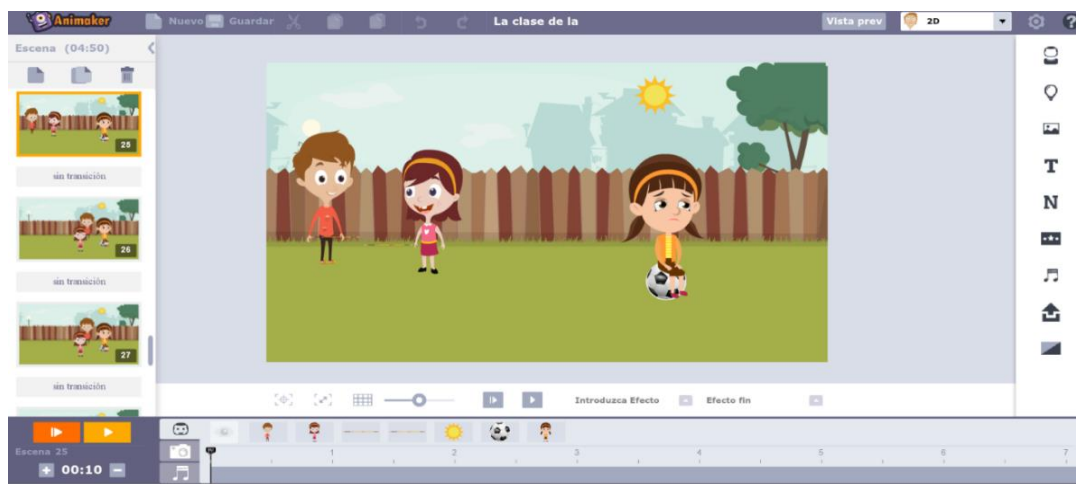 Animaker Nuevo Guardar La clase de la Vista prev 2D ?
Escena (04:50)
25
sin transición
26
sin transición
27
sin transición
T
N
Introduzca Efecto Efecto fin
Escena 25
00:10
1 2 3 4 5 6 7